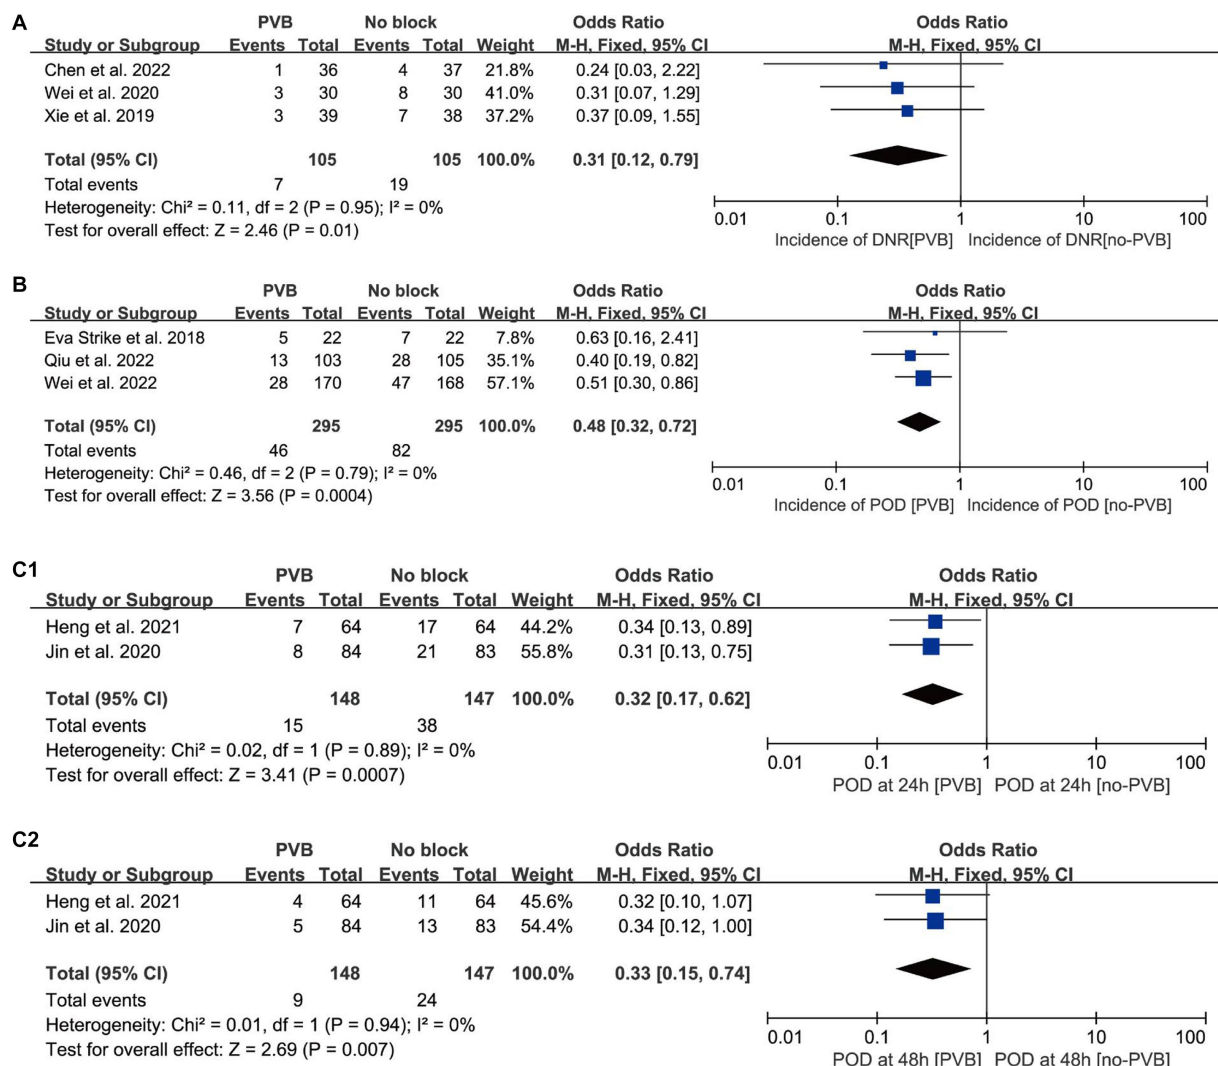 A PVB No block Odds Ratio Odds Ratio
Study or Subgroup Events Total Events Total Weight M-H, Fixed, 95% CI M-H, Fixed, 95% CI
Chen et al. 2022 1 36 4 37 21.8% 0.24 [0.03, 2.22]
Wei et al. 2020 3 30 8 30 41.0% 0.31 [0.07, 1.29]
Xie et al. 2019 3 39 7 38 37.2% 0.37 [0.09, 1.55]
Total (95% CI) 105 105 100.0% 0.31 [0.12, 0.79]
Total events 7 19
Heterogeneity: Chi² = 0.11, df = 2 (P = 0.95); I² = 0%
Test for overall effect: Z = 2.46 (P = 0.01)
0.01 0.1 1 10 100
Incidence of DNR[PVB] Incidence of DNR[no-PVB]
B PVB No block Odds Ratio Odds Ratio
Study or Subgroup Events Total Events Total Weight M-H, Fixed, 95% CI M-H, Fixed, 95% CI
Eva Strike et al. 2018 5 22 7 22 7.8% 0.63 [0.16, 2.41]
Qiu et al. 2022 13 103 28 105 35.1% 0.40 [0.19, 0.82]
Wei et al. 2022 28 170 47 168 57.1% 0.51 [0.30, 0.86]
Total (95% CI) 295 295 100.0% 0.48 [0.32, 0.72]
Total events 46 82
Heterogeneity: Chi² = 0.46, df = 2 (P = 0.79); I² = 0%
Test for overall effect: Z = 3.56 (P = 0.0004)
0.01 0.1 1 10 100
Incidence of POD [PVB] Incidence of POD [no-PVB]
C1 PVB No block Odds Ratio Odds Ratio
Study or Subgroup Events Total Events Total Weight M-H, Fixed, 95% CI M-H, Fixed, 95% CI
Heng et al. 2021 7 64 17 64 44.2% 0.34 [0.13, 0.89]
Jin et al. 2020 8 84 21 83 55.8% 0.31 [0.13, 0.75]
Total (95% CI) 148 147 100.0% 0.32 [0.17, 0.62]
Total events 15 38
Heterogeneity: Chi² = 0.02, df = 1 (P = 0.89); I² = 0%
Test for overall effect: Z = 3.41 (P = 0.0007)
0.01 0.1 1 10 100
POD at 24h [PVB] POD at 24h [no-PVB]
C2 PVB No block Odds Ratio Odds Ratio
Study or Subgroup Events Total Events Total Weight M-H, Fixed, 95% CI M-H, Fixed, 95% CI
Heng et al. 2021 4 64 11 64 45.6% 0.32 [0.10, 1.07]
Jin et al. 2020 5 84 13 83 54.4% 0.34 [0.12, 1.00]
Total (95% CI) 148 147 100.0% 0.33 [0.15, 0.74]
Total events 9 24
Heterogeneity: Chi² = 0.01, df = 1 (P = 0.94); I² = 0%
Test for overall effect: Z = 2.69 (P = 0.007)
0.01 0.1 1 10 100
POD at 48h [PVB] POD at 48h [no-PVB]